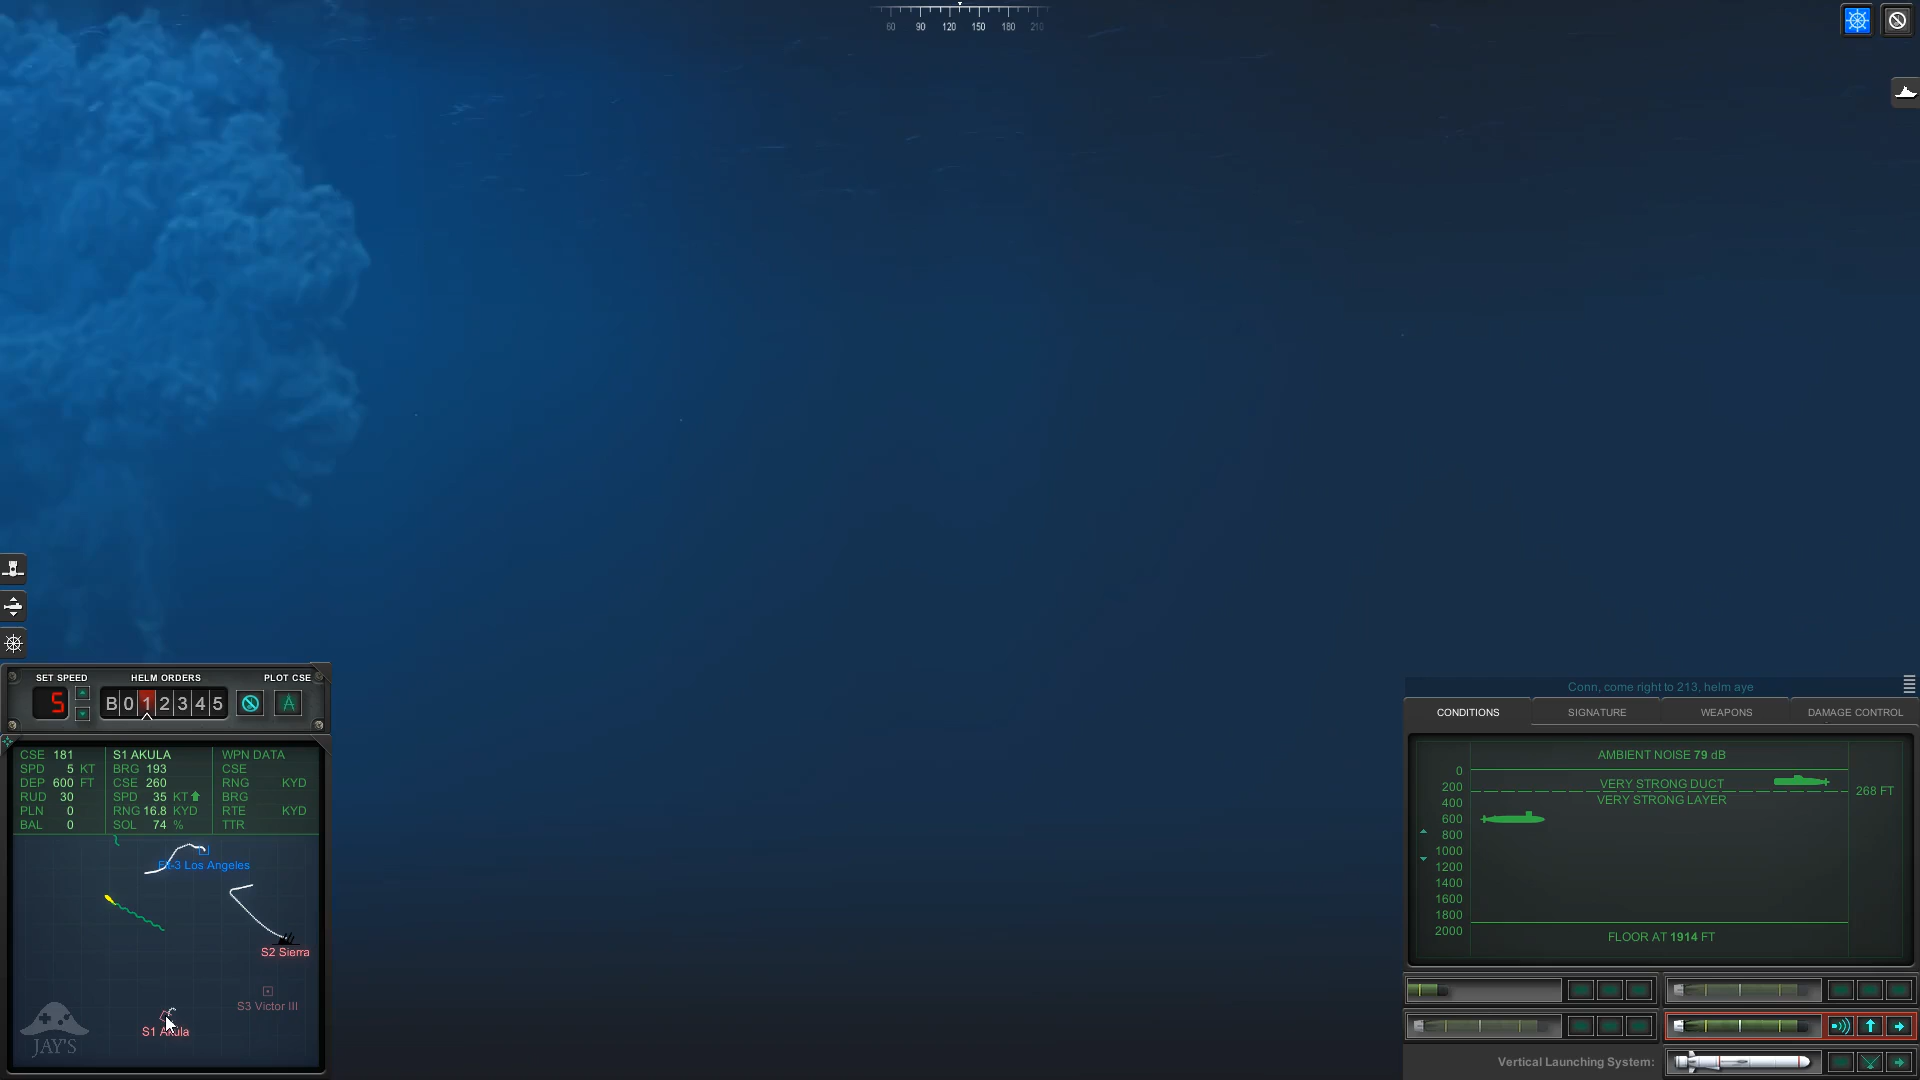 60 90 120 150 180 210
SET SPEED HELM ORDERS PLOT CSE
5 B 0 1 2 3 4 5
CSE 181
SPD 5 KT
DEP 600 FT
RUD 30
PLN 0
BAL 0
S1 AKULA
BRG 193
CSE 260
SPD 35 KT
RNG 16.8 KYD
SOL 74 %
WPN DATA
CSE
RNG KYD
BRG
RTE KYD
TTR
Los Angeles
S2 Sierra
S3 Victor III
S1 Akula
JAY'S
Conn, come right to 213, helm aye
CONDITIONS SIGNATURE WEAPONS DAMAGE CONTROL
AMBIENT NOISE 79 dB
0
200
400
600
800
1000
1200
1400
1600
1800
2000
VERY STRONG DUCT
VERY STRONG LAYER
268 FT
FLOOR AT 1914 FT
Vertical Launching System: